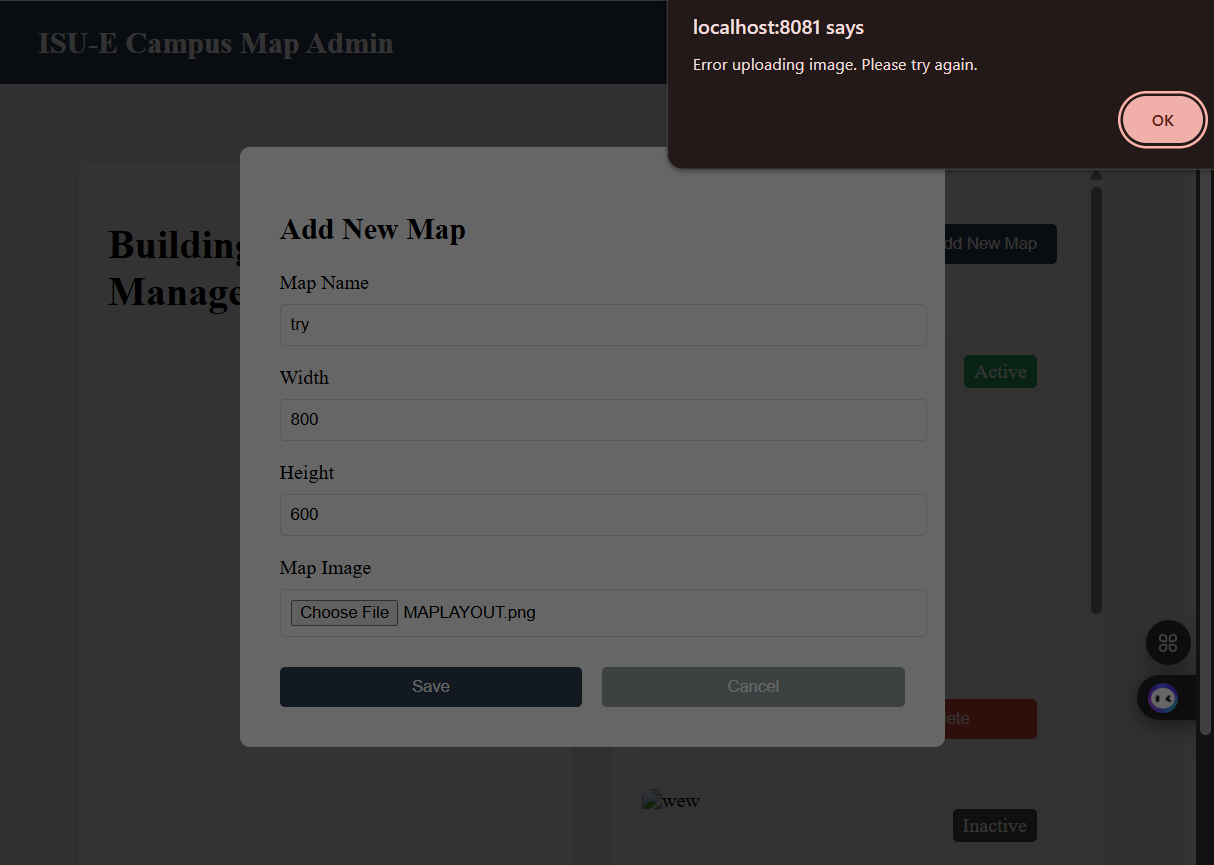 ISU-E Campus Map Admin
localhost:8081 says
Error uploading image. Please try again.
OK
Building
Manage
dd New Map
Add New Map
Map Name
try
Width
800
Height
600
Map Image
Choose File MAPLAYOUT.png
Save Cancel
Active
ete
wew
Inactive